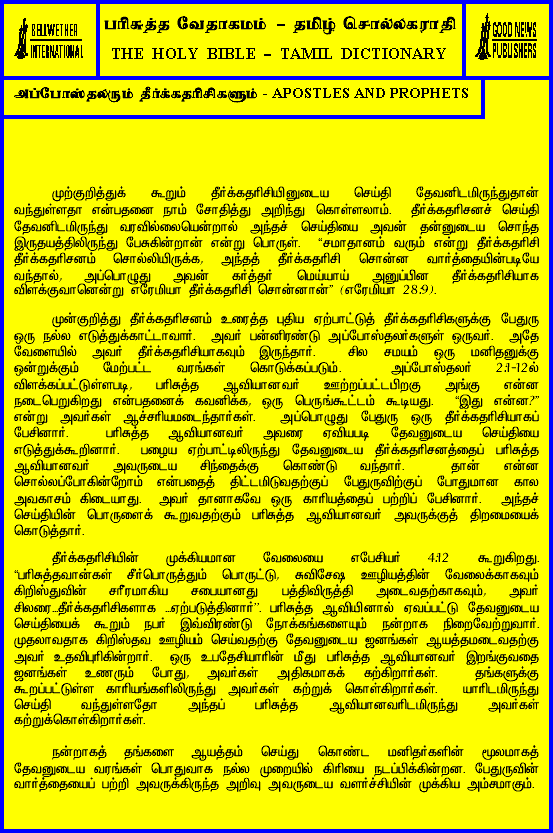 BELLWETHER
INTERNATIONAL
பரிசுத்த வேதாகமம் – தமிழ் சொல்லகராதி
THE HOLY BIBLE – TAMIL DICTIONARY
GOOD NEWS
PUBLISHERS
அப்போஸ்தலரும் தீர்க்கதரிசிகளும் - APOSTLES AND PROPHETS
முற்குறித்துக் கூறும் தீர்க்கதரிசியினுடைய செய்தி தேவனிடமிருந்துதான்
வந்துள்ளதா என்பதனை நாம் சோதித்து அறிந்து கொள்ளலாம். தீர்க்கதரிசனச் செய்தி
தேவனிடமிருந்து வரவில்லையென்றால் அந்தச் செய்தியை அவன் தன்னுடைய சொந்த
இருதயத்திலிருந்து பேசுகின்றான் என்று பொருள். “சமாதானம் வரும் என்று தீர்க்கதரிசி
தீர்க்கதரிசனம் சொல்லியிருக்க, அந்தத் தீர்க்கதரிசி சொன்ன வார்த்தையின்படியே
வந்தால், அப்பொழுது அவன் கர்த்தர் மெய்யாய் அனுப்பின தீர்க்கதரிசியாக
விளக்குவானென்று எரேமியா தீர்க்கதரிசி சொன்னான்” (எரேமியா 28:9).
முன்குறித்து தீர்க்கதரிசனம் உரைத்த புதிய ஏற்பாட்டுத் தீர்க்கதரிசிகளுக்கு பேதுரு
ஒரு நல்ல எடுத்துக்காட்டாவார். அவர் பன்னிரண்டு அப்போஸ்தலர்களுள் ஒருவர். அதே
வேளையில் அவர் தீர்க்கதரிசியாகவும் இருந்தார். சில சமயம் ஒரு மனிதனுக்கு
ஒன்றுக்கும் மேற்பட்ட வரங்கள் கொடுக்கப்படும். அப்போஸ்தலர் 2:1-12ல்
விளக்கப்பட்டுள்ளபடி, பரிசுத்த ஆவியானவர் ஊற்றப்பட்டபிறகு அங்கு என்ன
நடைபெறுகிறது என்பதனைக் கவனிக்க, ஒரு பெருங்கூட்டம் கூடியது. “இது என்ன?”
என்று அவர்கள் ஆச்சரியமடைந்தார்கள். அப்பொழுது பேதுரு ஒரு தீர்க்கதரிசியாகப்
பேசினார். பரிசுத்த ஆவியானவர் அவரை ஏவியபடி தேவனுடைய செய்தியை
எடுத்துக்கூறினார். பழைய ஏற்பாட்டிலிருந்து தேவனுடைய தீர்க்கதரிசனத்தைப் பரிசுத்த
ஆவியானவர் அவருடைய சிந்தைக்கு கொண்டு வந்தார். தான் என்ன
சொல்லப்போகின்றோம் என்பதைத் திட்டமிடுவதற்குப் பேதுருவிற்குப் போதுமான கால
அவகாசம் கிடையாது. அவர் தானாகவே ஒரு காரியத்தைப் பற்றிப் பேசினார். அந்தச்
செய்தியின் பொருளைக் கூறுவதற்கும் பரிசுத்த ஆவியானவர் அவருக்குத் திறமையைக்
கொடுத்தார்.
தீர்க்கதரிசியின் முக்கியமான வேலையை எபேசியர் 4:12 கூறுகிறது.
“பரிசுத்தவான்கள் சீர்பொருத்தும் பொருட்டு, சுவிசேஷ ஊழியத்தின் வேலைக்காகவும்
கிறிஸ்துவின் சரீரமாகிய சபையானது பத்திவிருத்தி அடைவதற்காகவும், அவர்
சிலரை...தீர்க்கதரிசிகளாக ...ஏற்படுத்தினார்”. பரிசுத்த ஆவியினால் ஏவப்பட்டு தேவனுடைய
செய்தியைக் கூறும் நபர் இவ்விரண்டு நோக்கங்களையும் நன்றாக நிறைவேற்றுவார்.
முதலாவதாக கிறிஸ்தவ ஊழியம் செய்வதற்கு தேவனுடைய ஜனங்கள் ஆயத்தமடைவதற்கு
அவர் உதவிபுரிகின்றார். ஒரு உபதேசியாரின் மீது பரிசுத்த ஆவியானவர் இறங்குவதை
ஜனங்கள் உணரும் போது, அவர்கள் அதிகமாகக் கற்கிறார்கள். தங்களுக்கு
கூறப்பட்டுள்ள காரியங்களிலிருந்து அவர்கள் கற்றுக் கொள்கிறார்கள். யாரிடமிருந்து
செய்தி வந்துள்ளதோ அந்தப் பரிசுத்த ஆவியானவரிடமிருந்து அவர்கள்
கற்றுக்கொள்கிறார்கள்.
நன்றாகத் தங்களை ஆயத்தம் செய்து கொண்ட மனிதர்களின் மூலமாகத்
தேவனுடைய வரங்கள் பொதுவாக நல்ல முறையில் கிரியை நடப்பிக்கின்றன. பேதுருவின்
வார்த்தையைப் பற்றி அவருக்கிருந்த அறிவு அவருடைய வளர்ச்சியின் முக்கிய அம்சமாகும்.